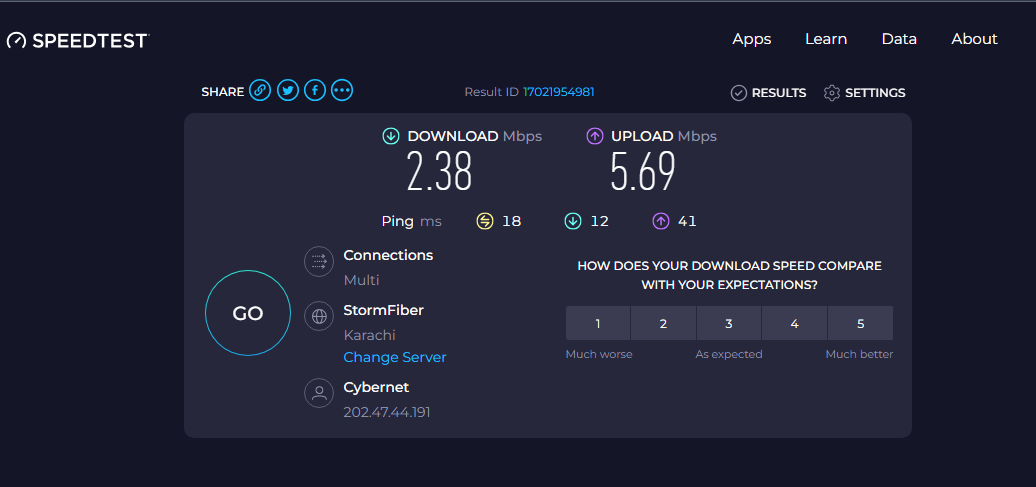 SPEEDTEST
Apps Learn Data About
SHARE
Result ID 17021954981
RESULTS SETTINGS
DOWNLOAD Mbps
2.38
UPLOAD Mbps
5.69
Ping ms 18 12 41
GO
Connections
Multi
StormFiber
Karachi
Change Server
Cybernet
202.47.44.191
HOW DOES YOUR DOWNLOAD SPEED COMPARE
WITH YOUR EXPECTATIONS?
1 2 3 4 5
Much worse As expected Much better